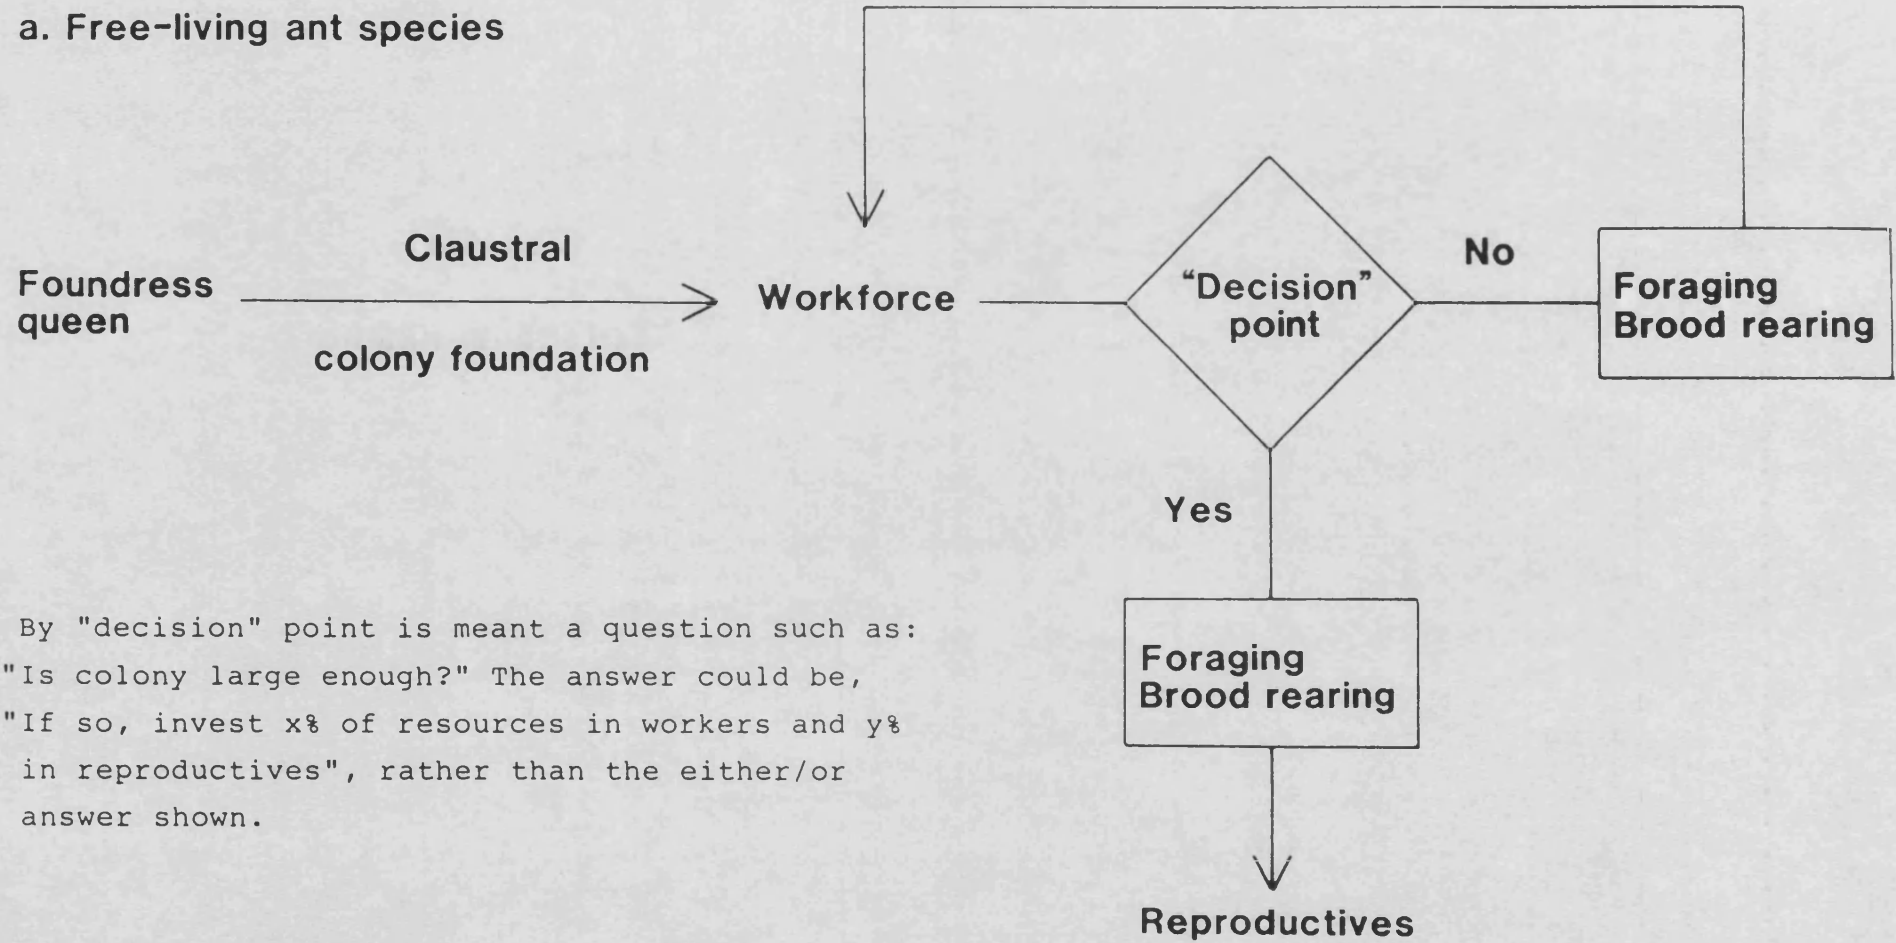 a. Free-living ant species
Claustral
Foundress
queen
colony foundation
Workforce
“Decision”
point
No
Foraging
Brood rearing
Yes
Foraging
Brood rearing
Reproductives
By "decision" point is meant a question such as:
"Is colony large enough?" The answer could be,
"If so, invest x% of resources in workers and y%
in reproductives", rather than the either/or
answer shown.